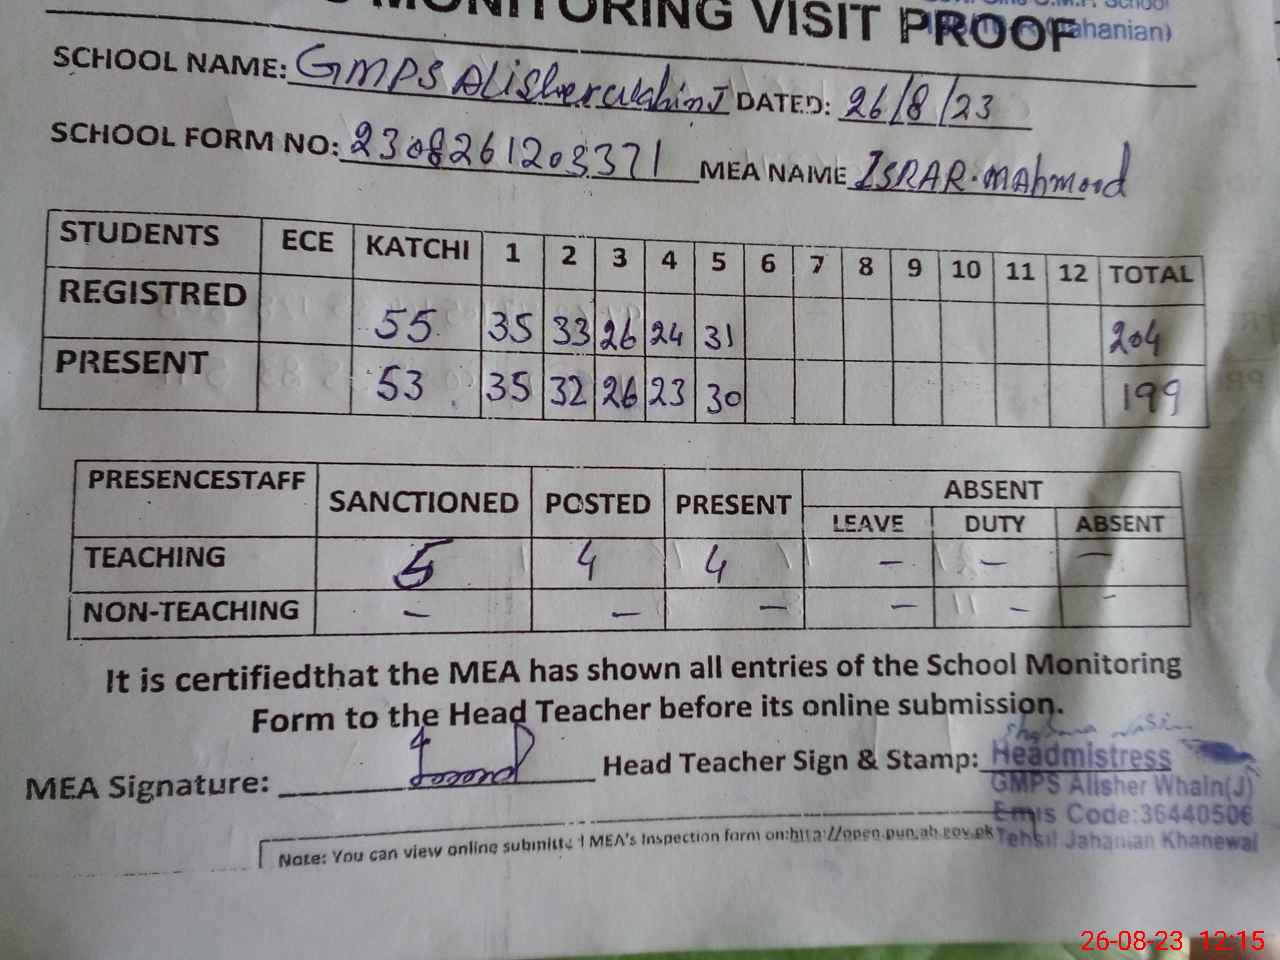 MONITORING VISIT PROOF
Jahanian)
SCHOOL NAME: GMPS Alisherwahin J DATED: 26/8/23
SCHOOL FORM NO: 2308261203371 MEA NAME ISRAR. MAhmood
STUDENTS ECE KATCHI 1 2 3 4 5 6 7 8 9 10 11 12 TOTAL
REGISTRED 55 35 33 26 24 31 204
PRESENT 53 35 32 26 23 30 199
PRESENCESTAFF SANCTIONED POSTED PRESENT ABSENT
LEAVE DUTY ABSENT
TEACHING 5 4 4 - - -
NON-TEACHING - - - - - -
It is certifiedthat the MEA has shown all entries of the School Monitoring
Form to the Head Teacher before its online submission.
MEA Signature: Head Teacher Sign & Stamp:
Headmistress
GMPS Alisher Whain(J)
Emis Code:36440506
Tehsil Jahanian Khanewal
Note: You can view online submitted MEA's Inspection form on:http://open.punjab.gov.pk
26-08-23 12:15